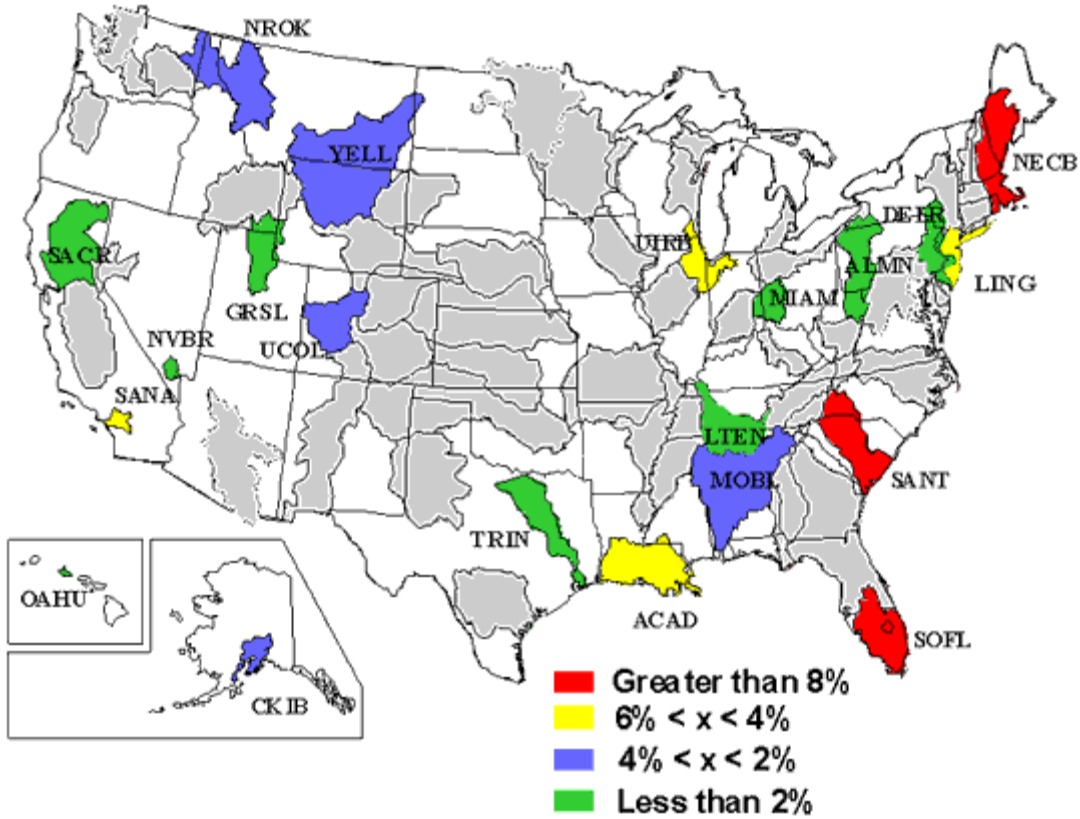 NROK
YELL
NECB
DELR
SACR
UIRB
ALMN
LING
GRSL
MIAM
NVBR
UCOL
SANA
LTEN
MOBL
SANT
TRIN
OAHU
ACAD
SOFL
CKIB
Greater than 8%
6% < x < 4%
4% < x < 2%
Less than 2%